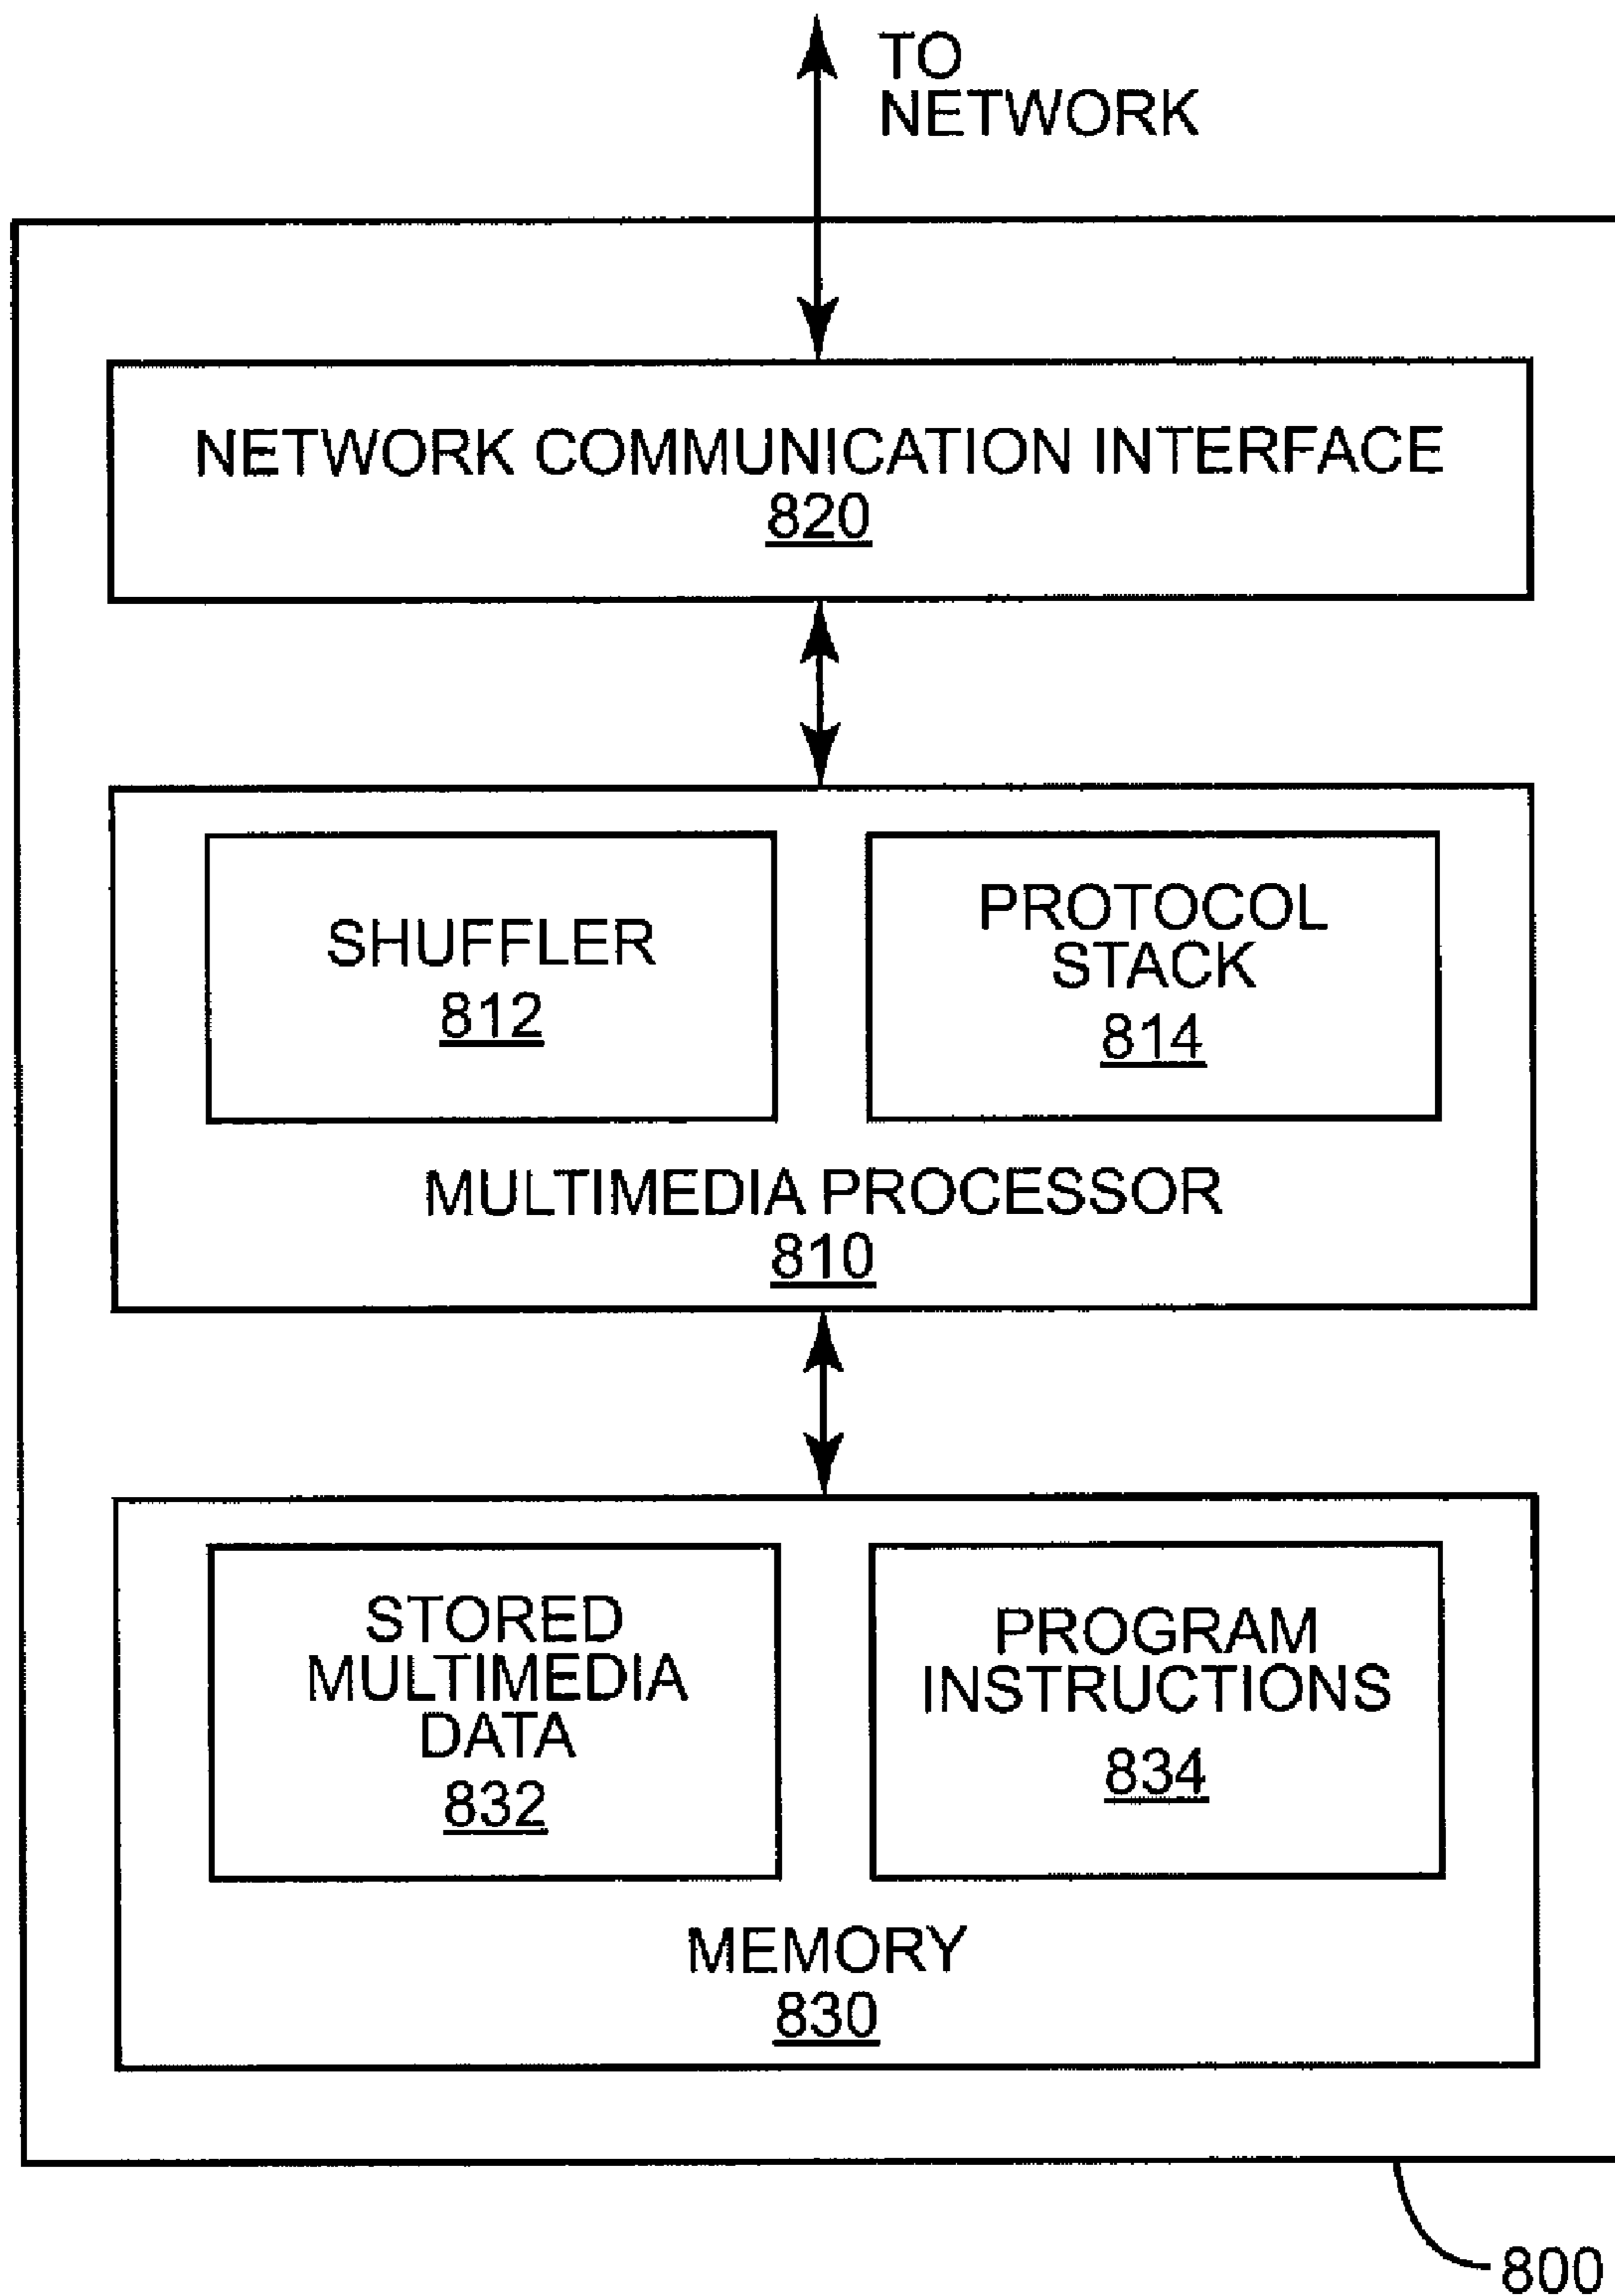 TO
NETWORK
NETWORK COMMUNICATION INTERFACE
820
SHUFFLER
812
PROTOCOL
STACK
814
MULTIMEDIA PROCESSOR
810
STORED
MULTIMEDIA
DATA
832
PROGRAM
INSTRUCTIONS
834
MEMORY
830
800